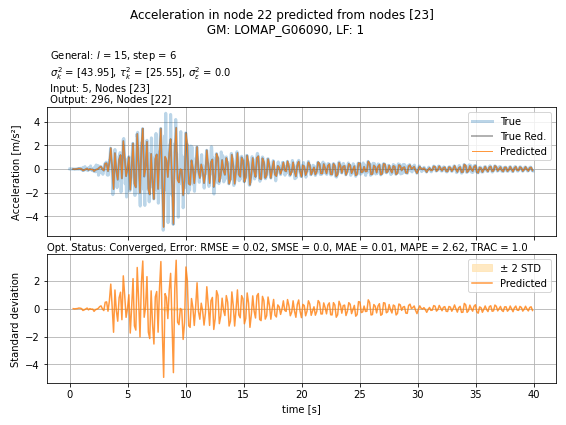 Acceleration in node 22 predicted from nodes [23]
GM: LOMAP_G06090, LF: 1
General: l = 15, step = 6
σ²ₖ = [43.95], τ²ₖ = [25.55], σ²ε = 0.0
Input: 5, Nodes [23]
Output: 296, Nodes [22]
Acceleration [m/s²]
4
2
0
−2
−4
True
True Red.
Predicted
Opt. Status: Converged, Error: RMSE = 0.02, SMSE = 0.0, MAE = 0.01, MAPE = 2.62, TRAC = 1.0
Standard deviation
2
0
−2
−4
± 2 STD
Predicted
0 5 10 15 20 25 30 35 40
time [s]